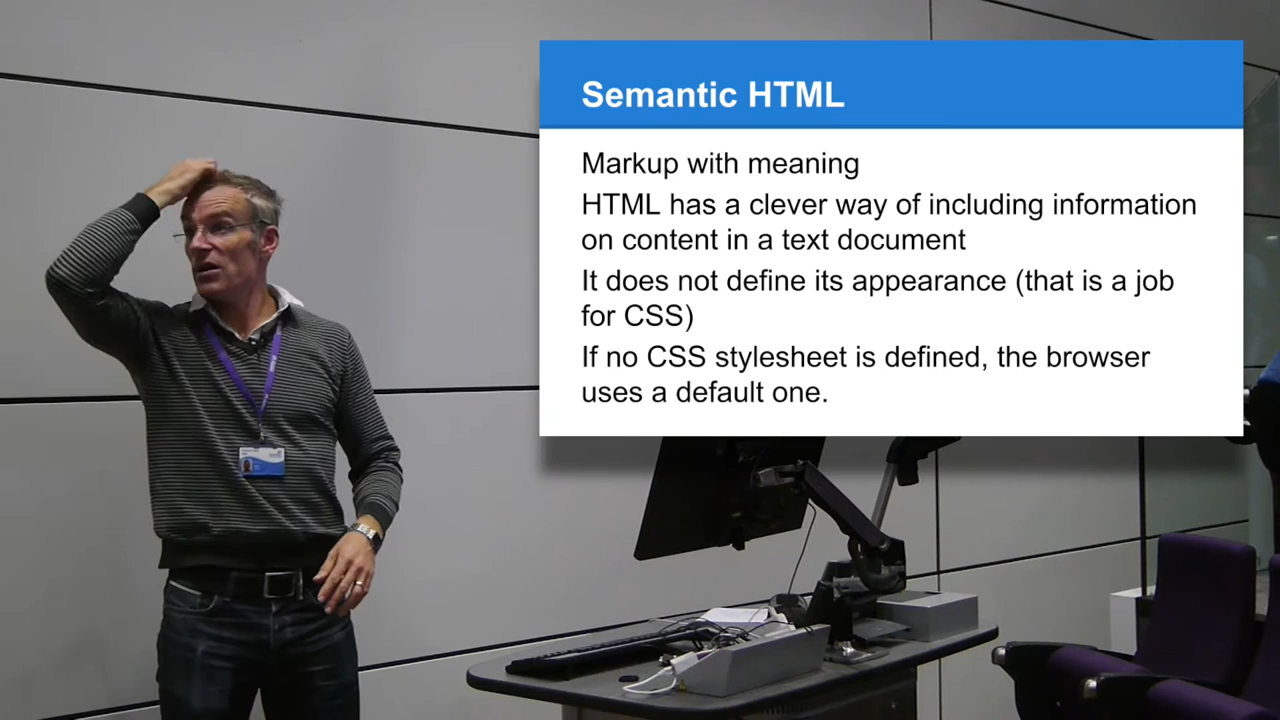 Semantic HTML
Markup with meaning
HTML has a clever way of including information
on content in a text document
It does not define its appearance (that is a job
for CSS)
If no CSS stylesheet is defined, the browser
uses a default one.